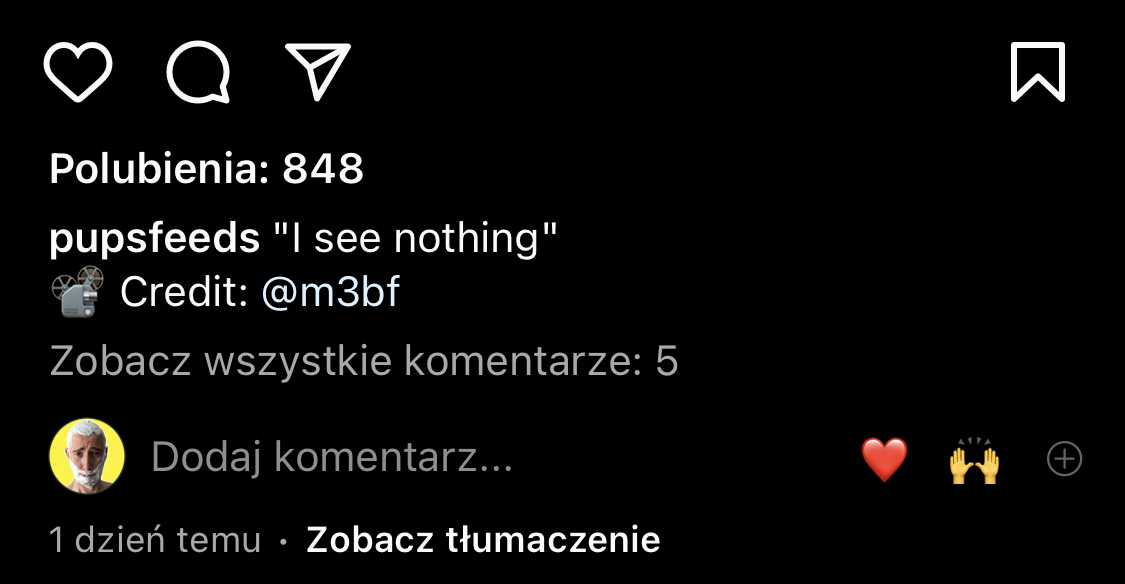 Polubienia: 848
pupsfeeds "I see nothing"
📽️ Credit: @m3bf
Zobacz wszystkie komentarze: 5
Dodaj komentarz...
1 dzień temu · Zobacz tłumaczenie